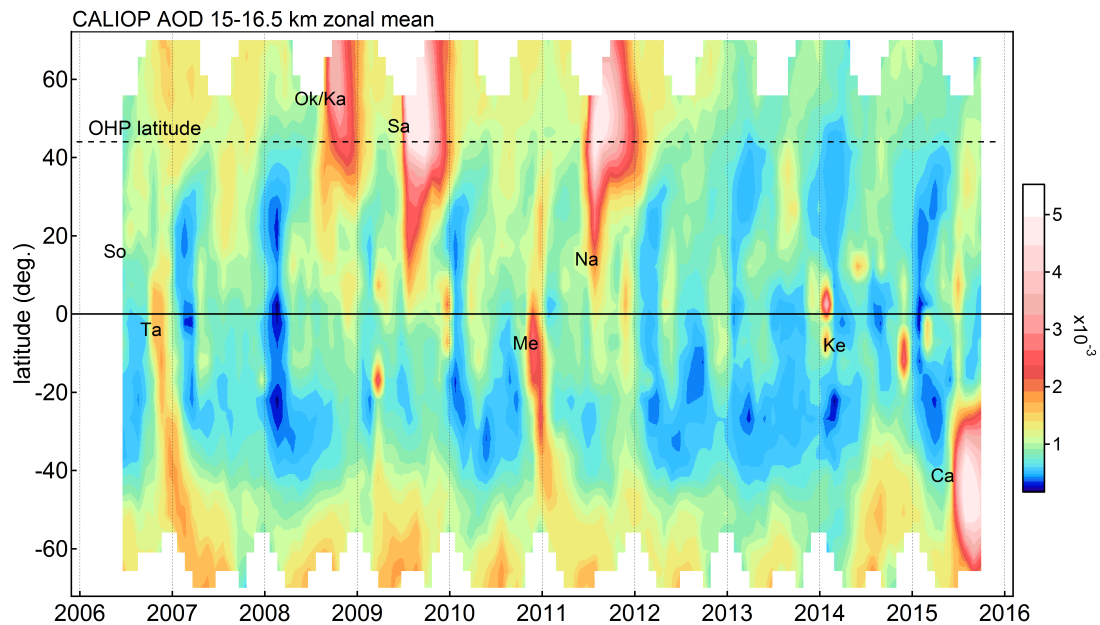 CALIOP AOD 15-16.5 km zonal mean
60
40
20
0
-20
-40
-60
latitude (deg.)
Ok/Ka
Sa
OHP latitude
So
Na
Ta
Me
Ke
Ca
5
4
3
2
1
x10⁻³
2006 2007 2008 2009 2010 2011 2012 2013 2014 2015 2016